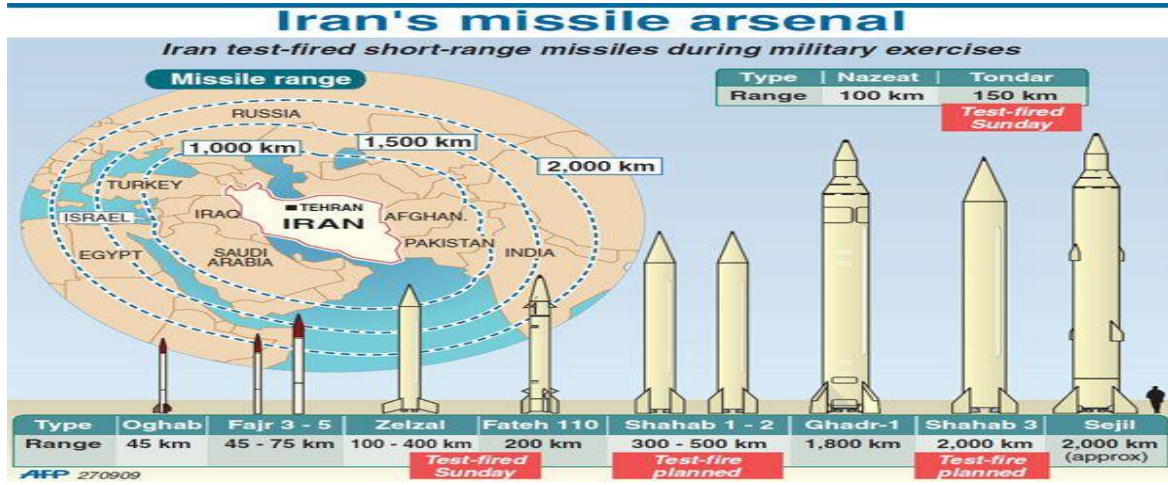 Iran's missile arsenal
Iran test-fired short-range missiles during military exercises
Missile range
Type Nazeat Tondar
Range 100 km 150 km
Test-fired
Sunday
RUSSIA
1,000 km
1,500 km
2,000 km
TURKEY
ISRAEL
IRAQ
TEHRAN
IRAN
AFGHAN.
PAKISTAN
EGYPT
SAUDI
ARABIA
INDIA
Type Oghab Fajr 3 - 5 Zelzal Fateh 110 Shahab 1 - 2 Ghadr-1 Shahab 3 Sejil
Range 45 km 45 - 75 km 100 - 400 km 200 km 300 - 500 km 1,800 km 2,000 km 2,000 km
(approx)
Test-fired
Sunday
Test-fire
planned
Test-fire
planned
AFP 270909